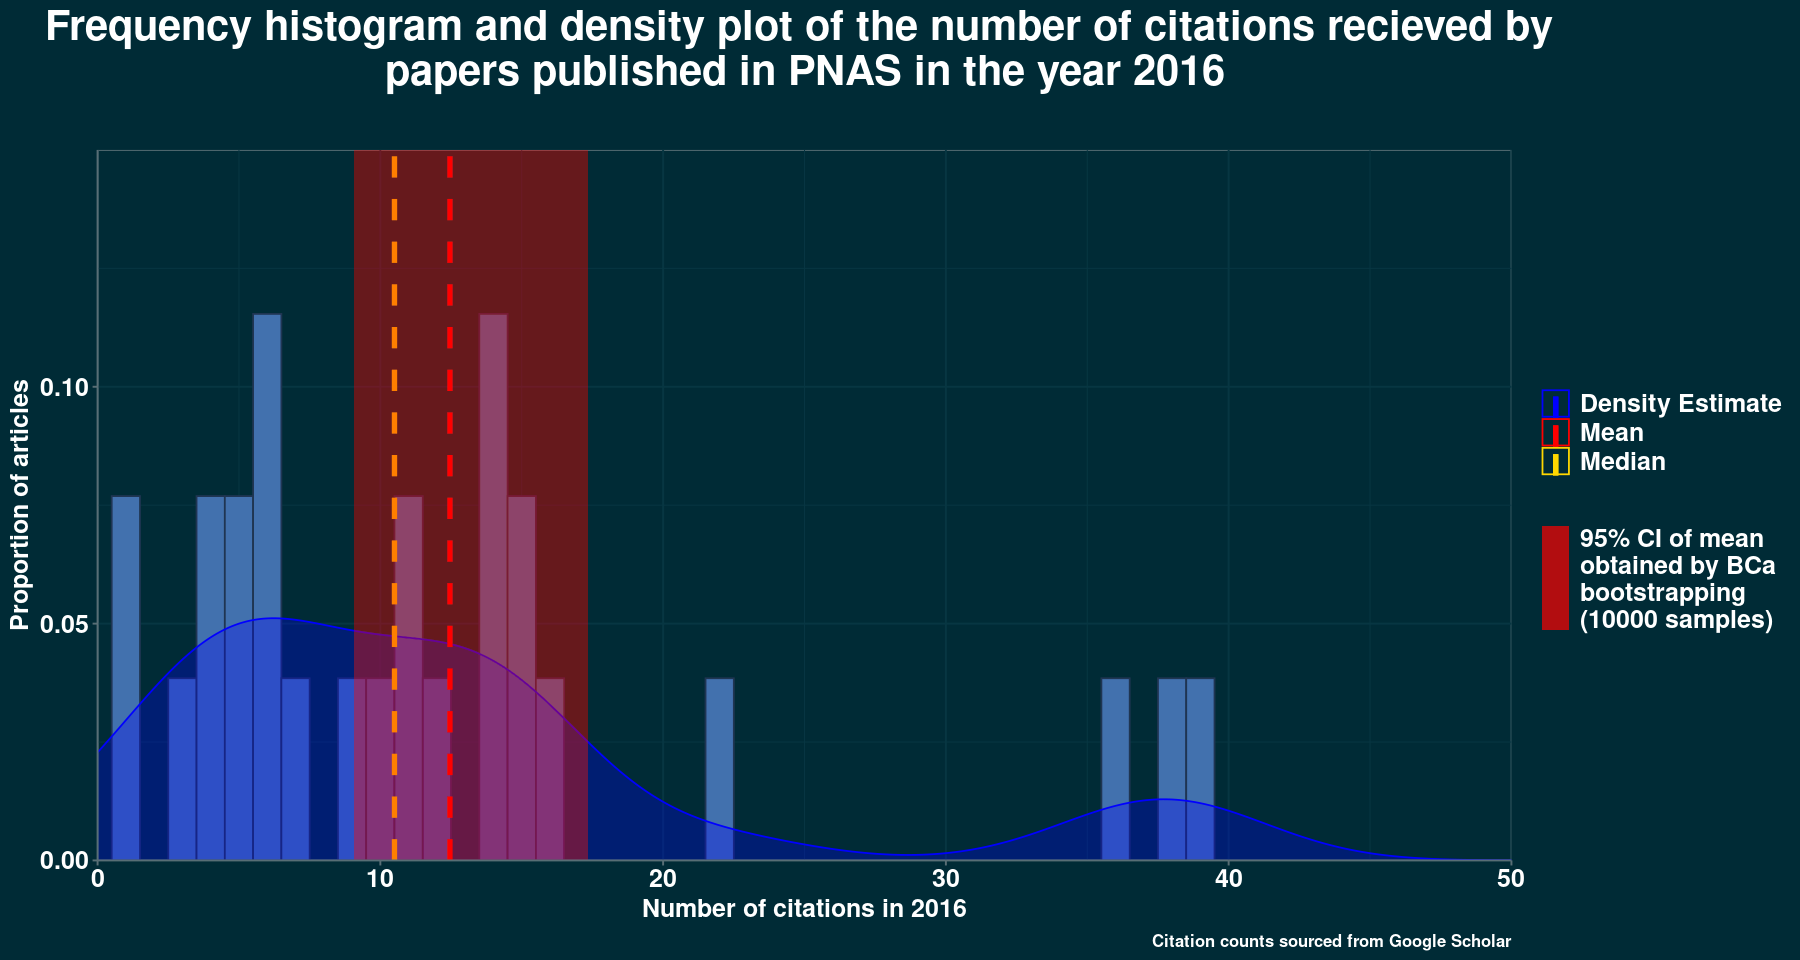 Frequency histogram and density plot of the number of citations recieved by
papers published in PNAS in the year 2016
Proportion of articles
0.10
0.05
0.00
0 10 20 30 40 50
Number of citations in 2016
Density Estimate
Mean
Median
95% CI of mean
obtained by BCa
bootstrapping
(10000 samples)
Citation counts sourced from Google Scholar